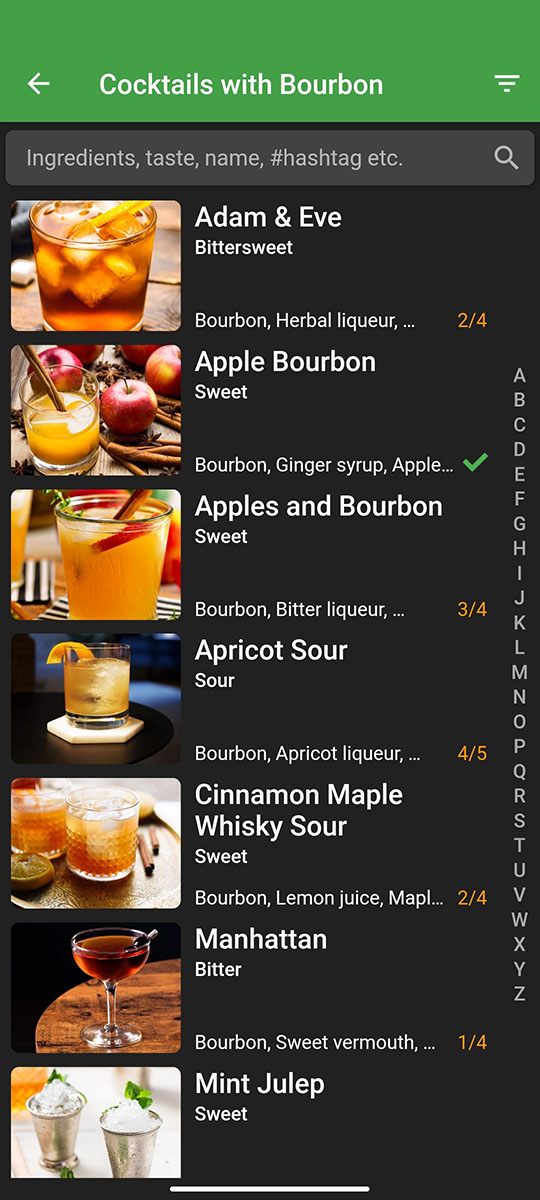 Cocktails with Bourbon
Ingredients, taste, name, #hashtag etc.
Adam & Eve
Bittersweet
Bourbon, Herbal liqueur, ... 2/4
Apple Bourbon
Sweet
Bourbon, Ginger syrup, Apple...
Apples and Bourbon
Sweet
Bourbon, Bitter liqueur, ... 3/4
Apricot Sour
Sour
Bourbon, Apricot liqueur, ... 4/5
Cinnamon Maple
Whisky Sour
Sweet
Bourbon, Lemon juice, Mapl... 2/4
Manhattan
Bitter
Bourbon, Sweet vermouth, ... 1/4
Mint Julep
Sweet
A
B
C
D
E
F
G
H
I
J
K
L
M
N
O
P
Q
R
S
T
U
V
W
X
Y
Z